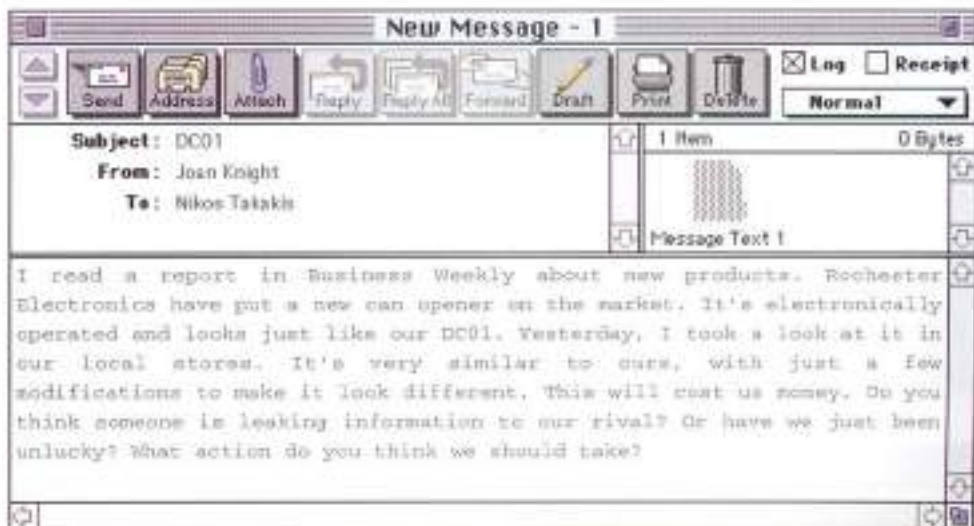 New Message - 1
Send Address Attach Reply Reply All Forward Draft Print Delete Log Receipt
Normal
Subject: DC01
From: Joan Knight
To: Nikos Takakis
1 Item 0 Bytes
Message Text 1
I read a report in Business Weekly about new products. Rochester
Electronics have put a new can opener on the market. It's electronically
operated and looks just like our DC01. Yesterday, I took a look at it in
our local stores. It's very similar to ours, with just a few
modifications to make it look different. This will cost us money. Do you
think someone is leaking information to our rival? Or have we just been
unlucky? What action do you think we should take?